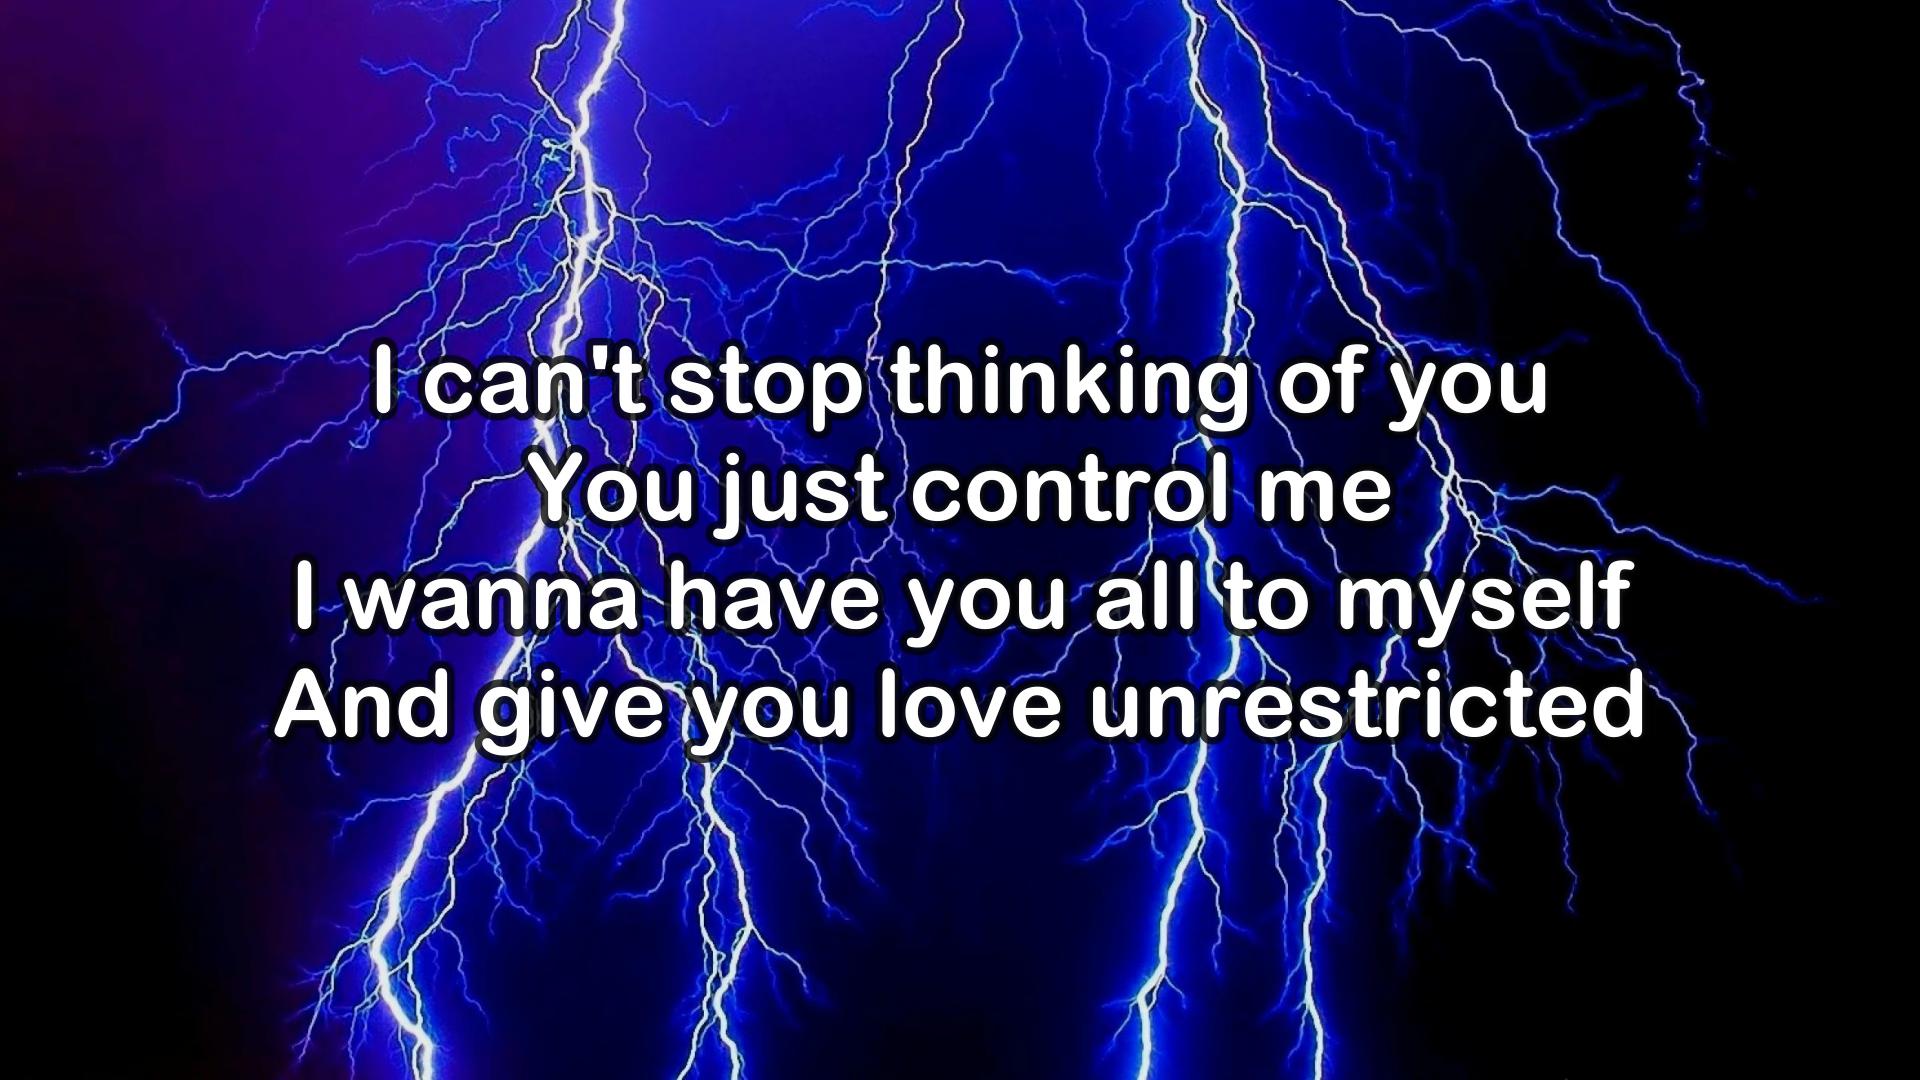 I can't stop thinking of you
You just control me
I wanna have you all to myself
And give you love unrestricted